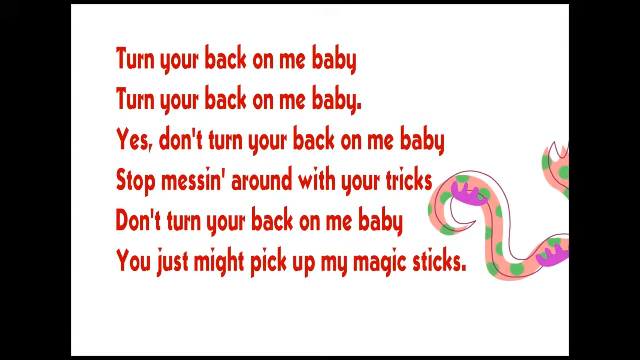 Turn your back on me baby
Turn your back on me baby.
Yes, don't turn your back on me baby
Stop messin' around with your tricks
Don't turn your back on me baby
You just might pick up my magic sticks.